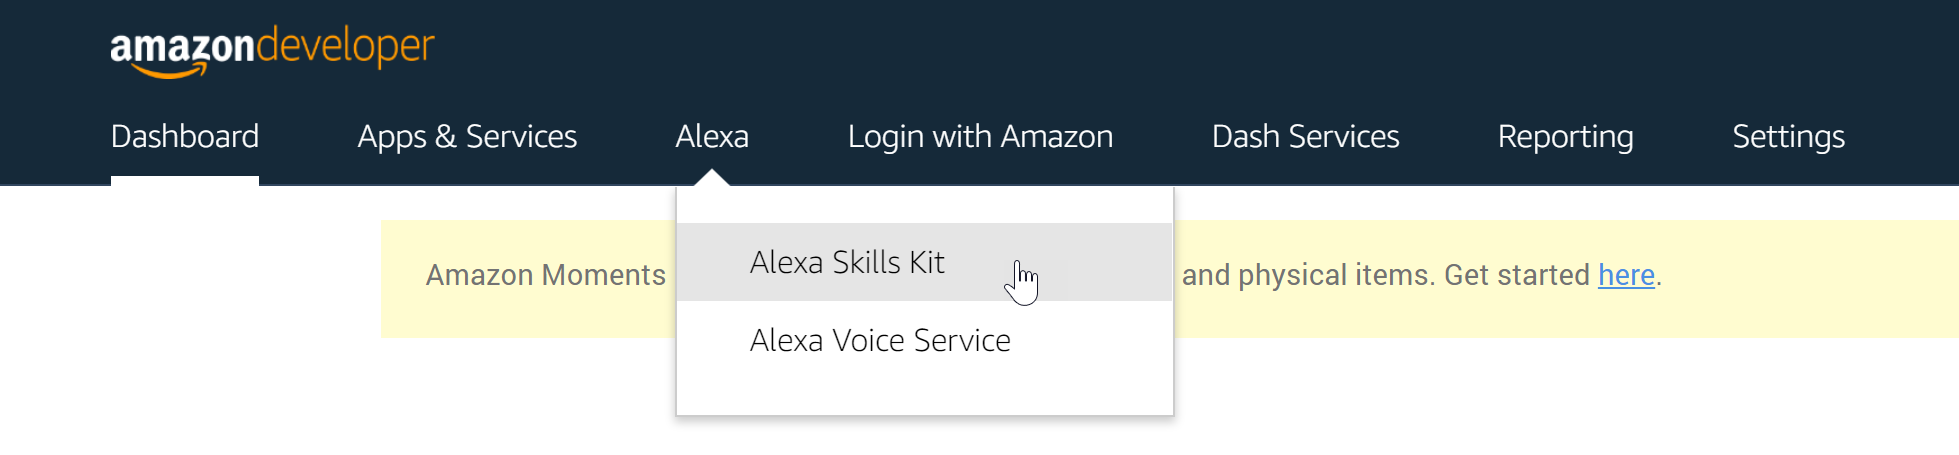 amazondeveloper
Dashboard Apps & Services Alexa Login with Amazon Dash Services Reporting Settings
Alexa Skills Kit
Amazon Moments and physical items. Get started here.
Alexa Voice Service